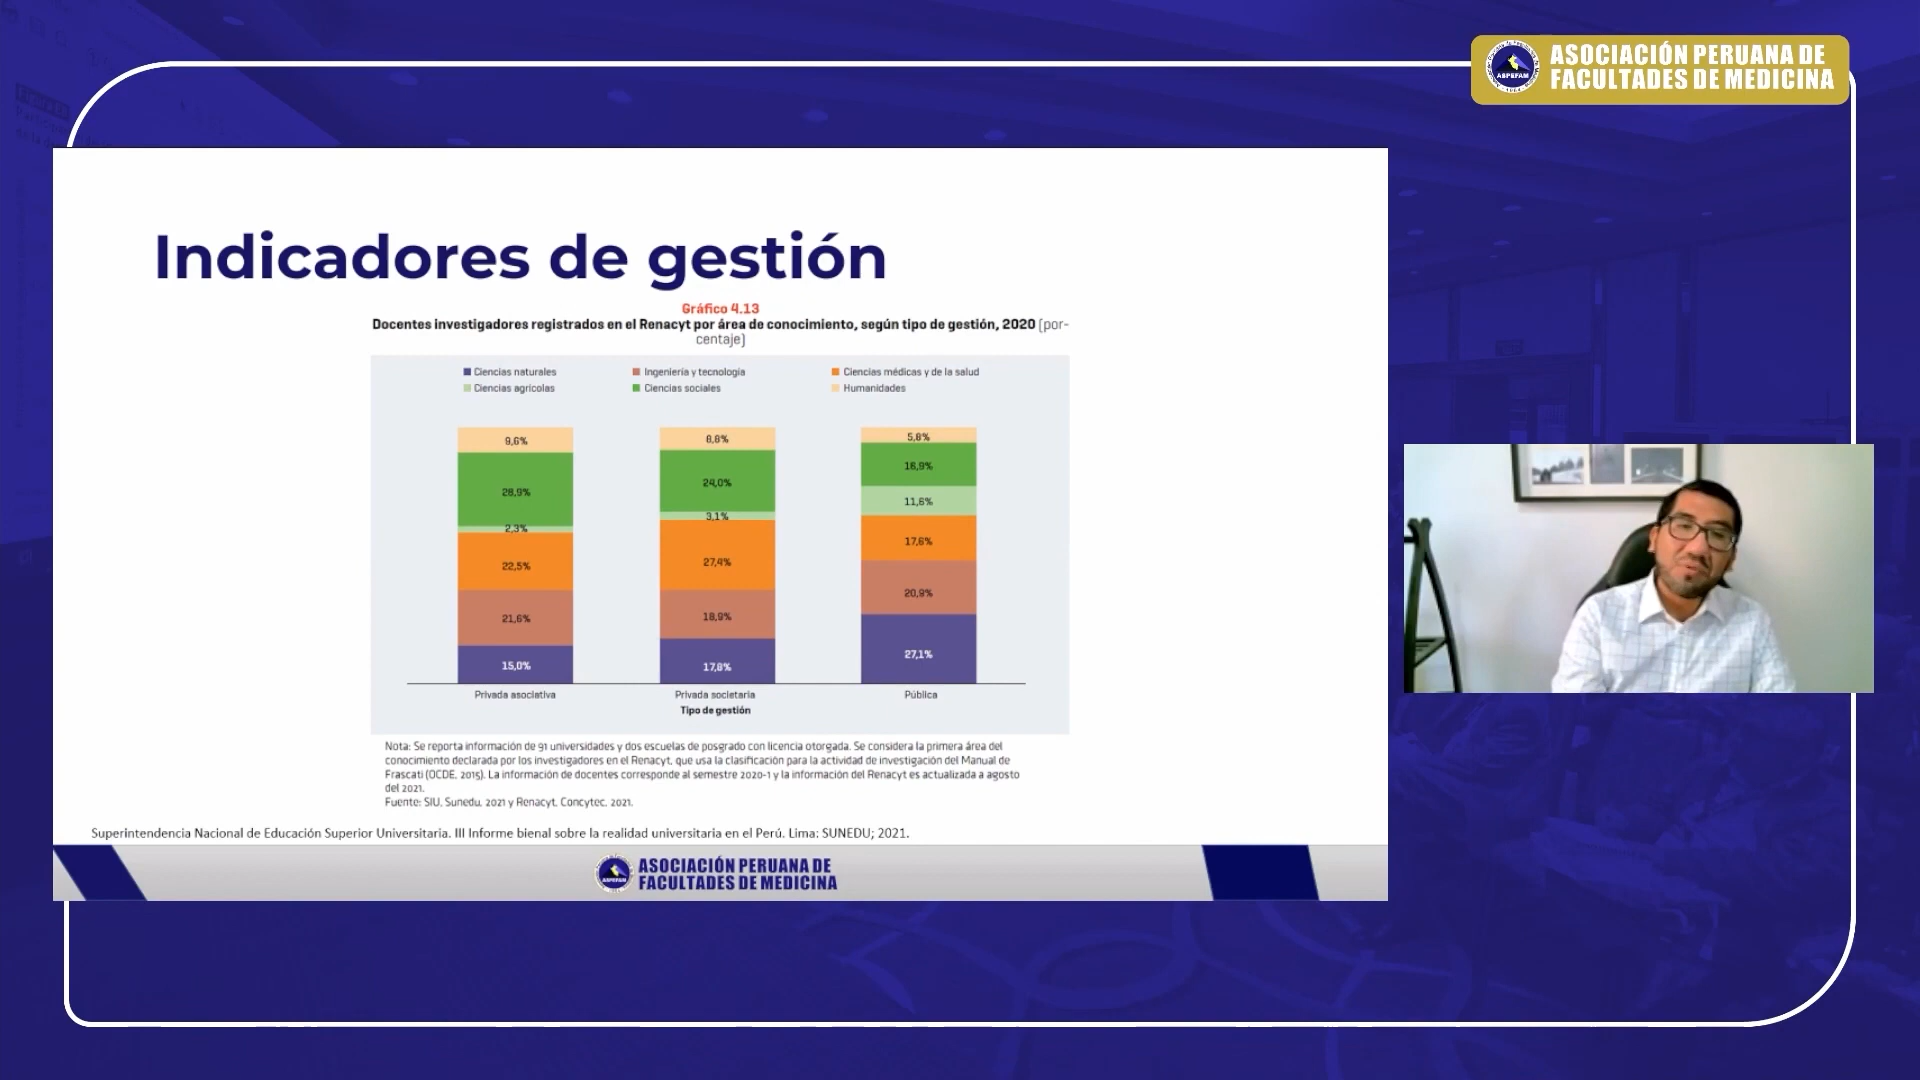 ASOCIACIÓN PERUANA DE
FACULTADES DE MEDICINA
ASPEFAM
Indicadores de gestión
Gráfico 4.13
Docentes investigadores registrados en el Renacyt por área de conocimiento, según tipo de gestión, 2020 (por-
centaje)
Ciencias naturales
Ingeniería y tecnología
Ciencias médicas y de la salud
Ciencias agrícolas
Ciencias sociales
Humanidades
9,6%
8,8%
5,8%
28,9%
24,0%
16,9%
2,3%
3,1%
11,6%
22,5%
27,4%
17,6%
21,6%
18,9%
20,9%
15,0%
17,8%
27,1%
Privada asociativa
Privada societaria
Pública
Tipo de gestión
Nota: Se reporta información de 91 universidades y dos escuelas de posgrado con licencia otorgada. Se considera la primera área del
conocimiento declarada por los investigadores en el Renacyt, que usa la clasificación para la actividad de investigación del Manual de
Frascati (OCDE, 2015). La información de docentes corresponde al semestre 2020-1 y la información del Renacyt es actualizada a agosto
del 2021.
Fuente: SIU, Sunedu, 2021 y Renacyt, Concytec, 2021.
Superintendencia Nacional de Educación Superior Universitaria. III Informe bienal sobre la realidad universitaria en el Perú. Lima: SUNEDU; 2021.
ASPEFAM
ASOCIACIÓN PERUANA DE
FACULTADES DE MEDICINA